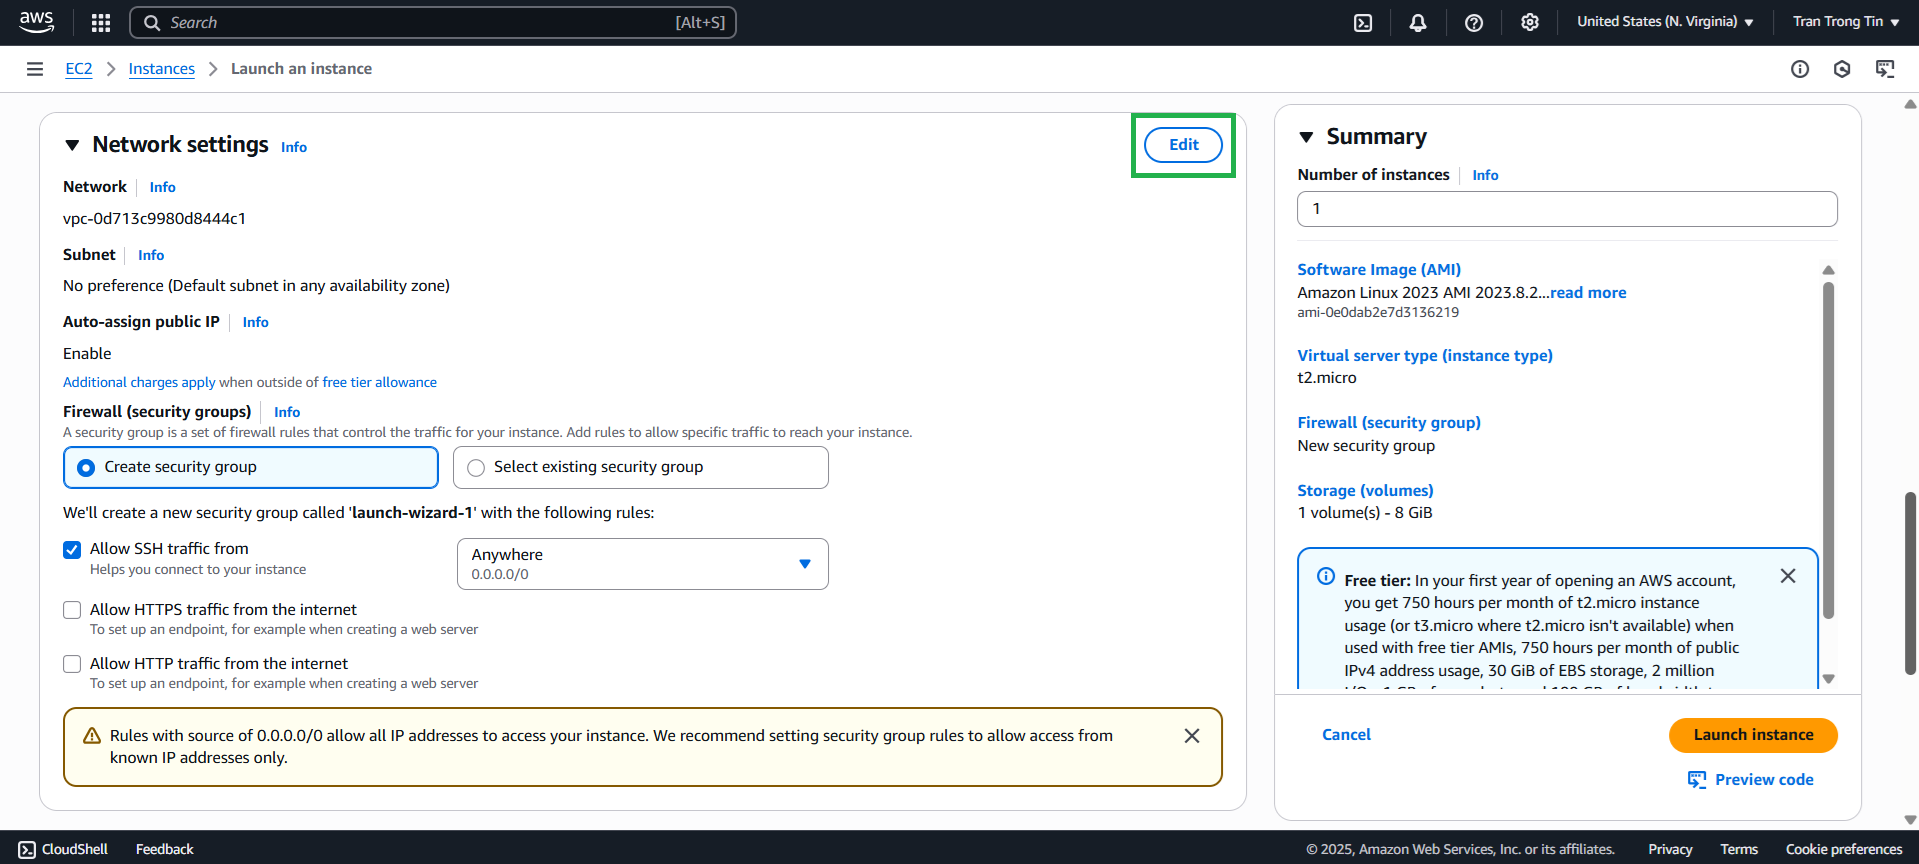 aws
Search
[Alt+S]
United States (N. Virginia)
Tran Trong Tin
EC2
Instances
Launch an instance
Network settings
Info
Edit
Network
Info
vpc-0d713c9980d8444c1
Subnet
Info
No preference (Default subnet in any availability zone)
Auto-assign public IP
Info
Enable
Additional charges apply when outside of free tier allowance
Firewall (security groups)
Info
A security group is a set of firewall rules that control the traffic for your instance. Add rules to allow specific traffic to reach your instance.
Create security group
Select existing security group
We'll create a new security group called 'launch-wizard-1' with the following rules:
Allow SSH traffic from
Helps you connect to your instance
Anywhere
0.0.0.0/0
Allow HTTPS traffic from the internet
To set up an endpoint, for example when creating a web server
Allow HTTP traffic from the internet
To set up an endpoint, for example when creating a web server
Rules with source of 0.0.0.0/0 allow all IP addresses to access your instance. We recommend setting security group rules to allow access from
known IP addresses only.
Summary
Number of instances
Info
1
Software Image (AMI)
Amazon Linux 2023 AMI 2023.8.2...read more
ami-0e0dab2e7d3136219
Virtual server type (instance type)
t2.micro
Firewall (security group)
New security group
Storage (volumes)
1 volume(s) - 8 GiB
Free tier: In your first year of opening an AWS account,
you get 750 hours per month of t2.micro instance
usage (or t3.micro where t2.micro isn't available) when
used with free tier AMIs, 750 hours per month of public
IPv4 address usage, 30 GiB of EBS storage, 2 million
Cancel
Launch instance
Preview code
CloudShell
Feedback
© 2025, Amazon Web Services, Inc. or its affiliates.
Privacy
Terms
Cookie preferences